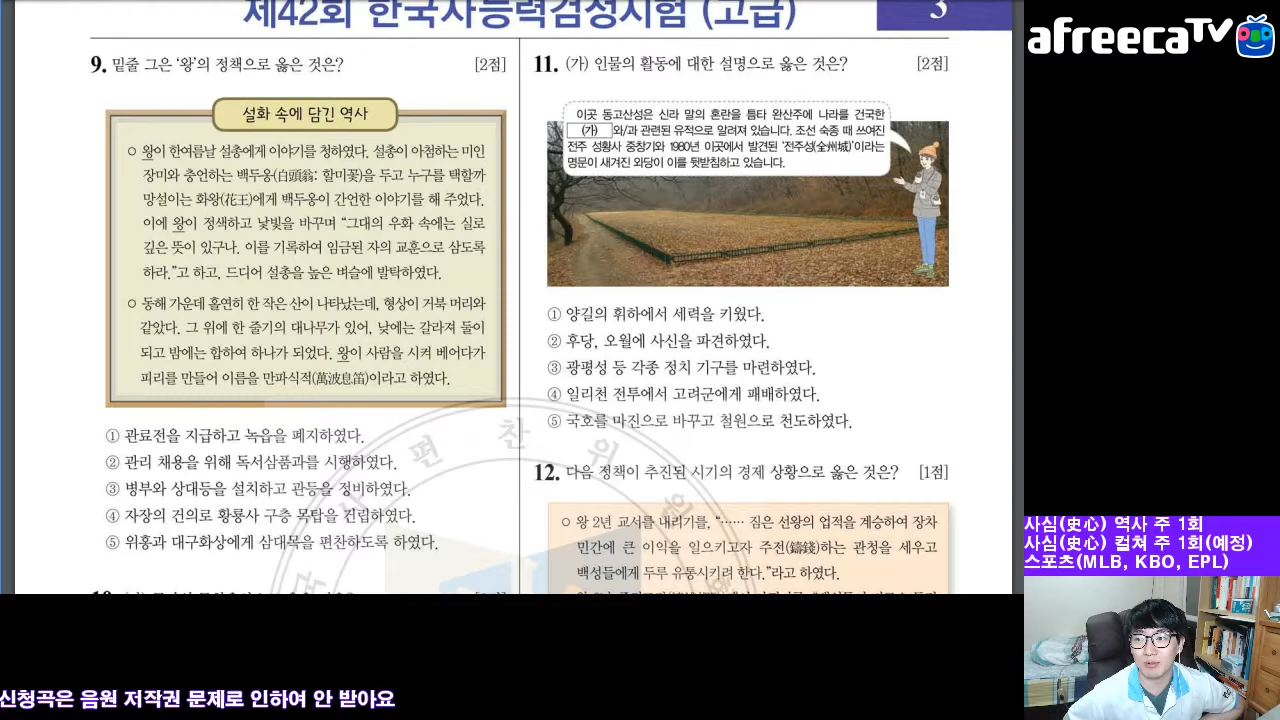 제42회 한국사능력검정시험 (고급)
3
9. 밑줄 그은 '왕'의 정책으로 옳은 것은? [2점]
설화 속에 담긴 역사
○ 왕이 한여름날 설총에게 이야기를 청하였다. 설총이 아첨하는 미인
장미와 충언하는 백두옹(白頭翁: 할미꽃)을 두고 누구를 택할까
망설이는 화왕(花王)에게 백두옹이 간언한 이야기를 해 주었다.
이에 왕이 정색하고 낯빛을 바꾸며 “그대의 우화 속에는 실로
깊은 뜻이 있구나. 이를 기록하여 임금된 자의 교훈으로 삼도록
하라.”고 하고, 드디어 설총을 높은 벼슬에 발탁하였다.
○ 동해 가운데 홀연히 한 작은 산이 나타났는데, 형상이 거북 머리와
같았다. 그 위에 한 줄기의 대나무가 있어, 낮에는 갈라져 둘이
되고 밤에는 합하여 하나가 되었다. 왕이 사람을 시켜 베어다가
피리를 만들어 이름을 만파식적(萬波息笛)이라고 하였다.
① 관료전을 지급하고 녹읍을 폐지하였다.
② 관리 채용을 위해 독서삼품과를 시행하였다.
③ 병부와 상대등을 설치하고 관등을 정비하였다.
④ 자장의 건의로 황룡사 구층 목탑을 건립하였다.
⑤ 위홍과 대구화상에게 삼대목을 편찬하도록 하였다.
11. (가) 인물의 활동에 대한 설명으로 옳은 것은? [2점]
이곳 동고산성은 신라 말의 혼란을 틈타 완산주에 나라를 건국한
(가) 와/과 관련된 유적으로 알려져 있습니다. 조선 숙종 때 쓰여진
전주 성황사 중창기와 1980년 이곳에서 발견된 '전주성(全州城)'이라는
명문이 새겨진 와당이 이를 뒷받침하고 있습니다.
① 양길의 휘하에서 세력을 키웠다.
② 후당, 오월에 사신을 파견하였다.
③ 광평성 등 각종 정치 기구를 마련하였다.
④ 일리천 전투에서 고려군에게 패배하였다.
⑤ 국호를 마진으로 바꾸고 철원으로 천도하였다.
12. 다음 정책이 추진된 시기의 경제 상황으로 옳은 것은? [1점]
○ 왕 2년 교서를 내리기를, “…… 짐은 선왕의 업적을 계승하여 장차
민간에 큰 이익을 일으키고자 주전(鑄錢)하는 관청을 세우고
백성들에게 두루 유통시키려 한다.”라고 하였다.
편 찬 위 원
afreecaTV
사심(史心) 역사 주 1회
사심(史心) 컬쳐 주 1회(예정)
스포츠(MLB, KBO, EPL)
신청곡은 음원 저작권 문제로 인하여 안 받아요